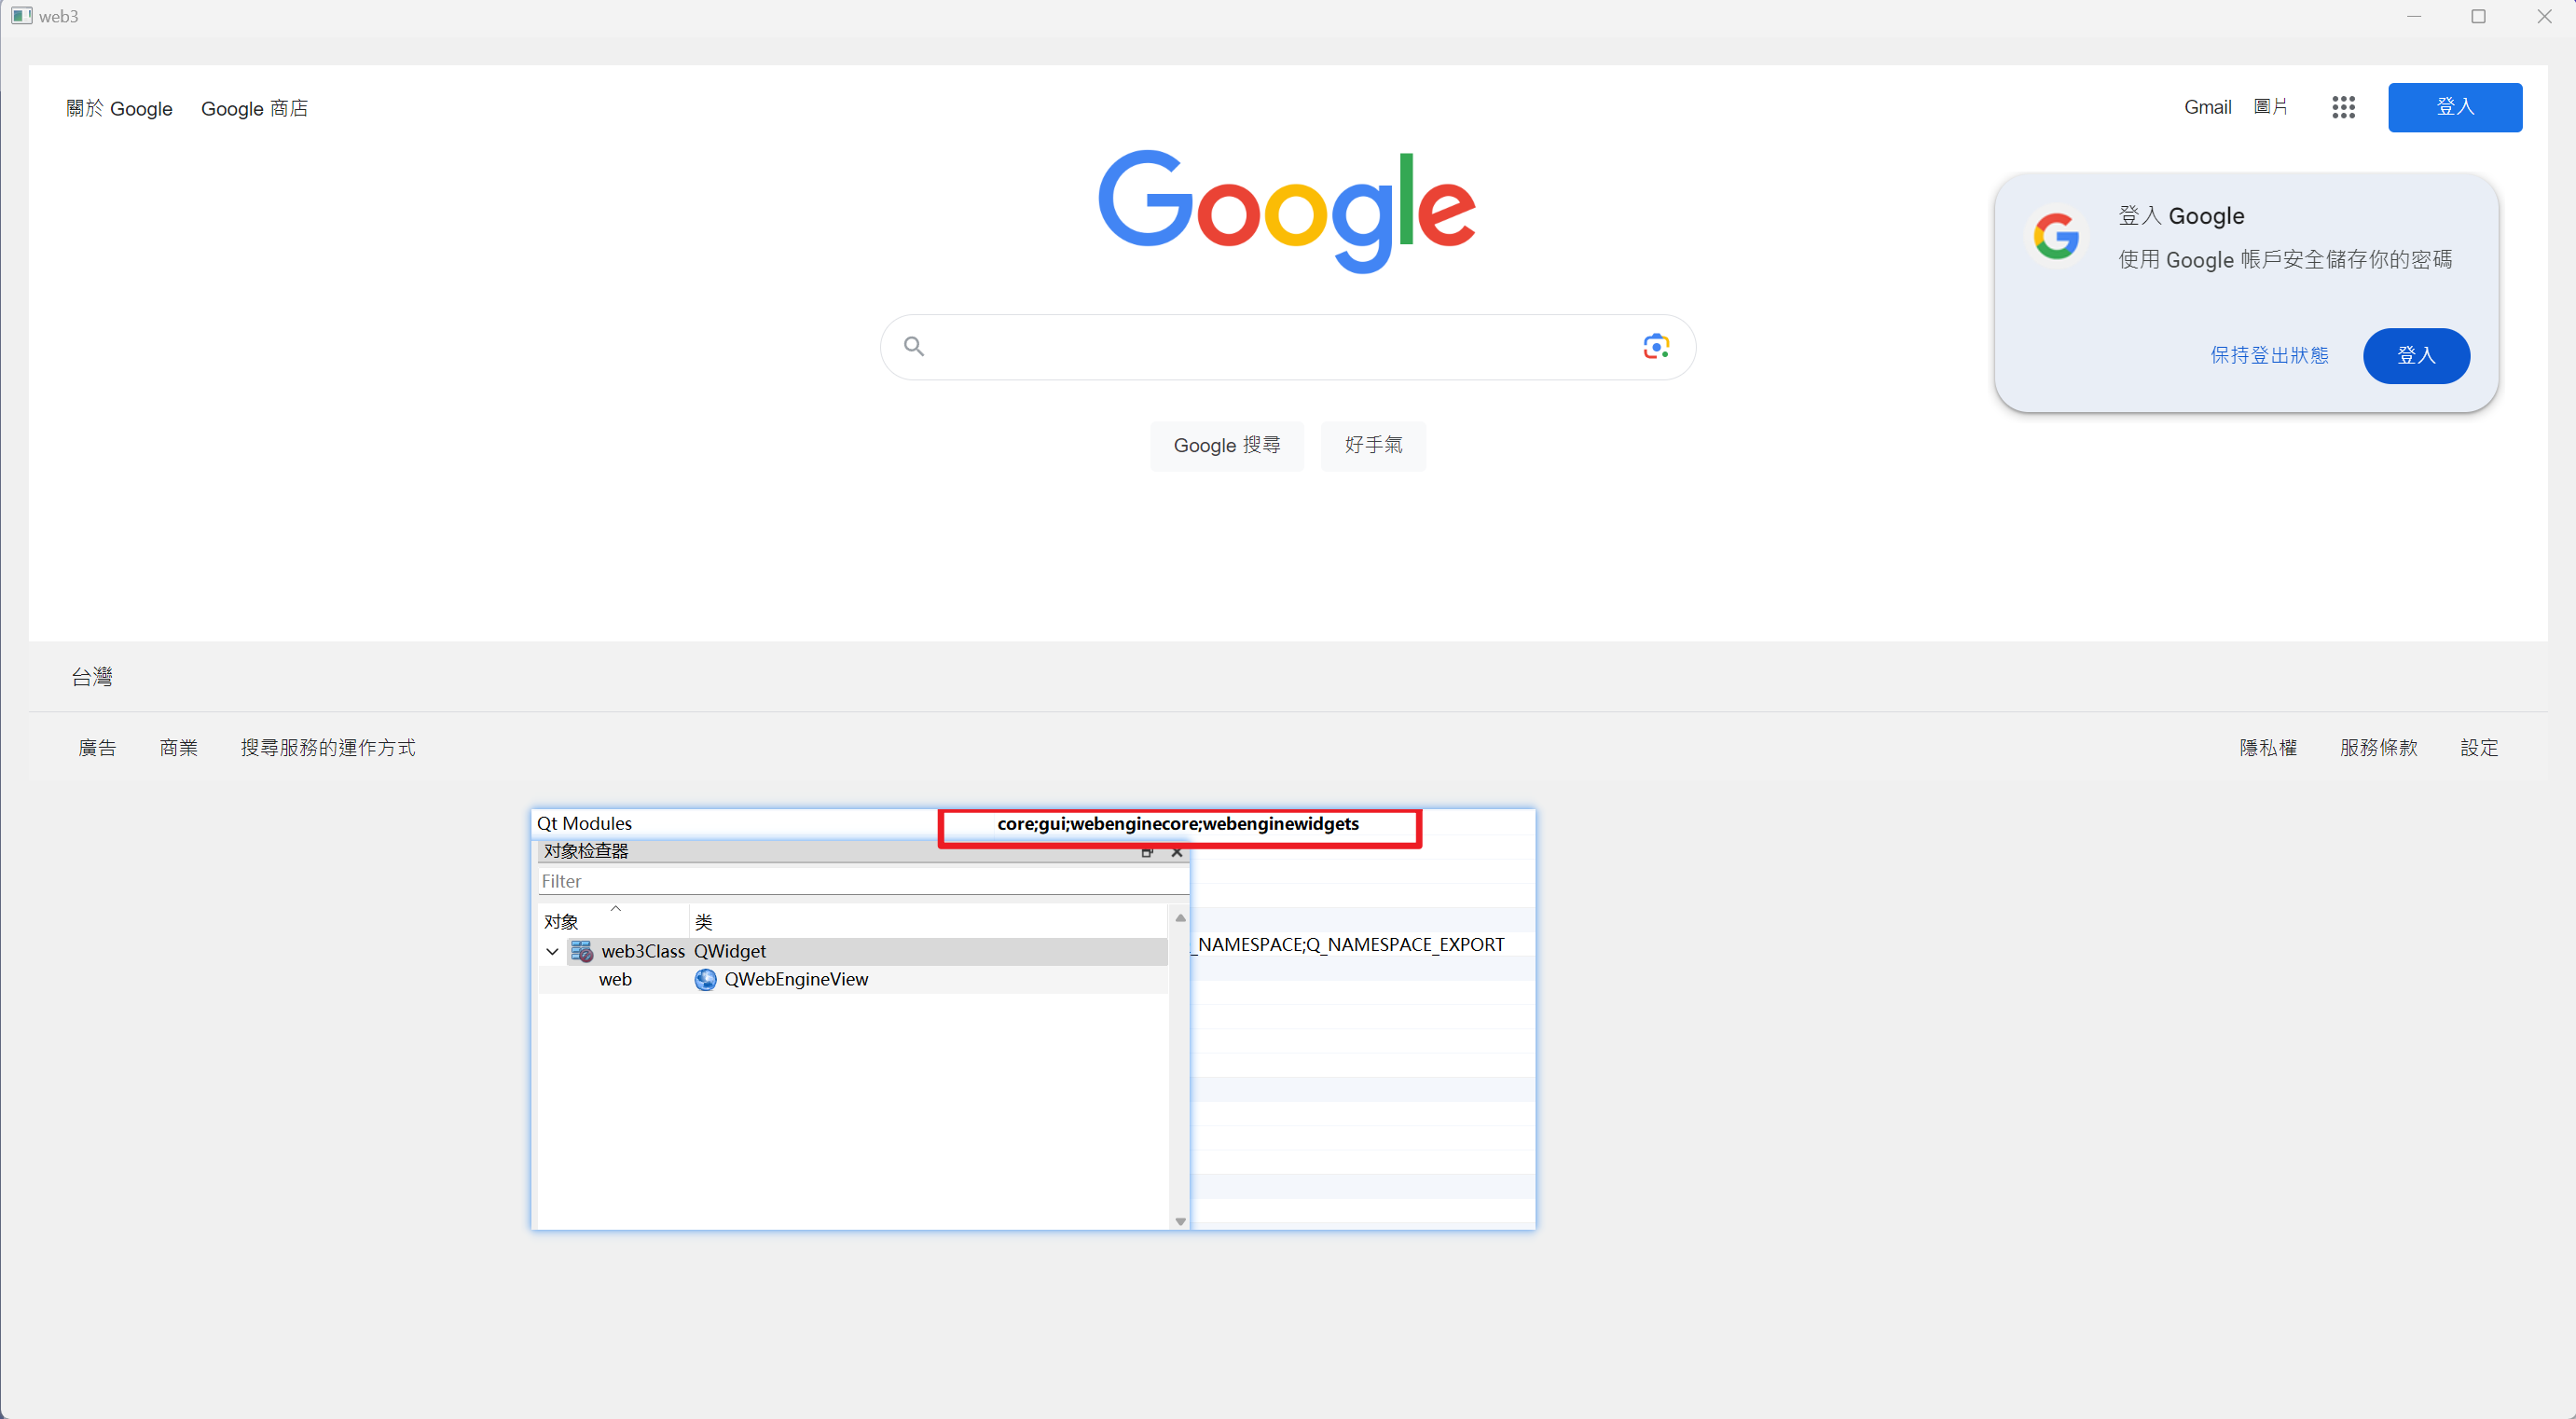 web3
關於 Google Google 商店 Gmail 圖片 登入
Google
登入 Google
使用 Google 帳戶安全儲存你的密碼
保持登出狀態 登入
Google 搜尋 好手氣
台灣
廣告 商業 搜尋服務的運作方式 隱私權 服務條款 設定
Qt Modules core;gui;webenginecore;webenginewidgets
对象检查器
Filter
对象 类
web3Class QWidget
_NAMESPACE;Q_NAMESPACE_EXPORT
web QWebEngineView